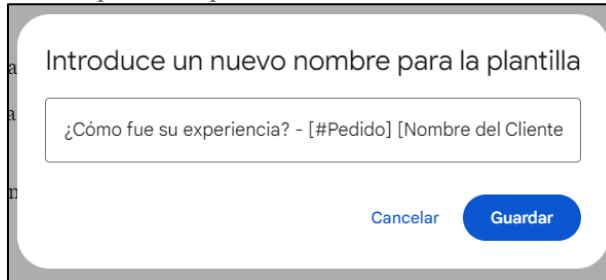 Introduce un nuevo nombre para la plantilla
¿Cómo fue su experiencia? - [#Pedido] [Nombre del Cliente
Cancelar Guardar